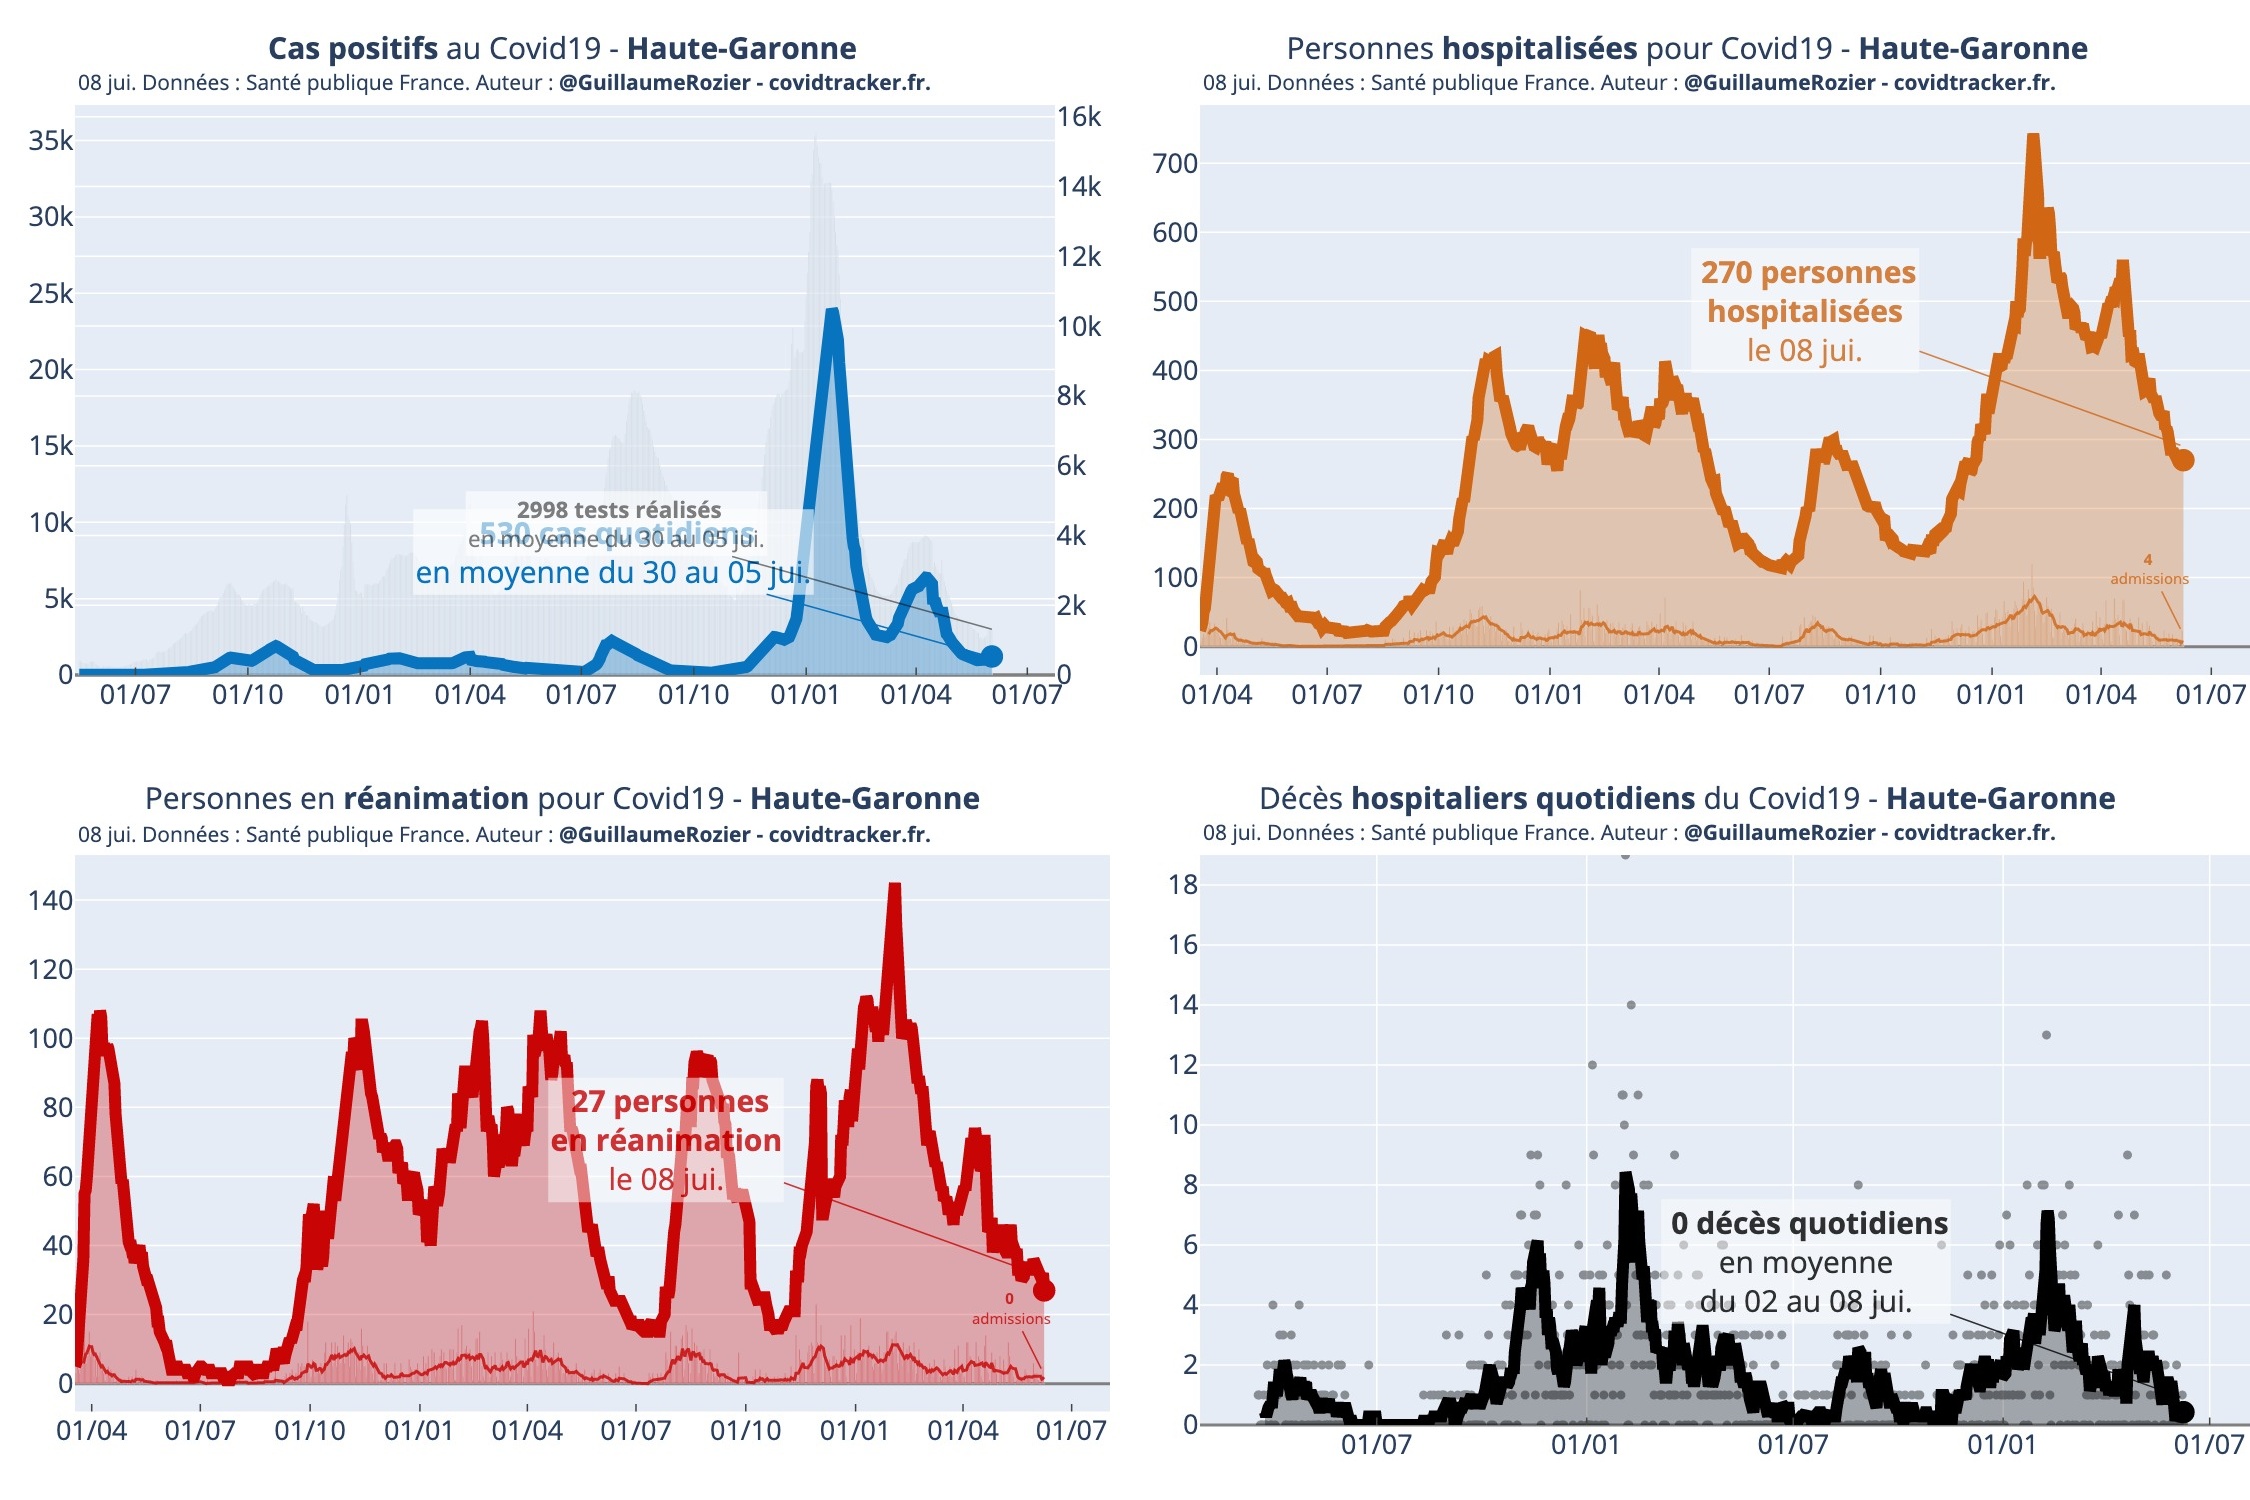 Cas positifs au Covid19 - Haute-Garonne
08 jui. Données : Santé publique France. Auteur : @GuillaumeRozier - covidtracker.fr.
35k
30k
25k
20k
15k
10k
5k
0
16k
14k
12k
10k
8k
6k
4k
2k
0
2998 tests réalisés
en moyenne du 30 au 05 jui.
530 cas quotidiens
en moyenne du 30 au 05 jui.
01/07 01/10 01/01 01/04 01/07 01/10 01/01 01/04 01/07
Personnes hospitalisées pour Covid19 - Haute-Garonne
08 jui. Données : Santé publique France. Auteur : @GuillaumeRozier - covidtracker.fr.
700
600
500
400
300
200
100
0
270 personnes
hospitalisées
le 08 jui.
4
admissions
01/04 01/07 01/10 01/01 01/04 01/07 01/10 01/01 01/04 01/07
Personnes en réanimation pour Covid19 - Haute-Garonne
08 jui. Données : Santé publique France. Auteur : @GuillaumeRozier - covidtracker.fr.
140
120
100
80
60
40
20
0
27 personnes
en réanimation
le 08 jui.
0
admissions
01/04 01/07 01/10 01/01 01/04 01/07 01/10 01/01 01/04 01/07
Décès hospitaliers quotidiens du Covid19 - Haute-Garonne
08 jui. Données : Santé publique France. Auteur : @GuillaumeRozier - covidtracker.fr.
18
16
14
12
10
8
6
4
2
0
0 décès quotidiens
en moyenne
du 02 au 08 jui.
01/07 01/01 01/07 01/01 01/07